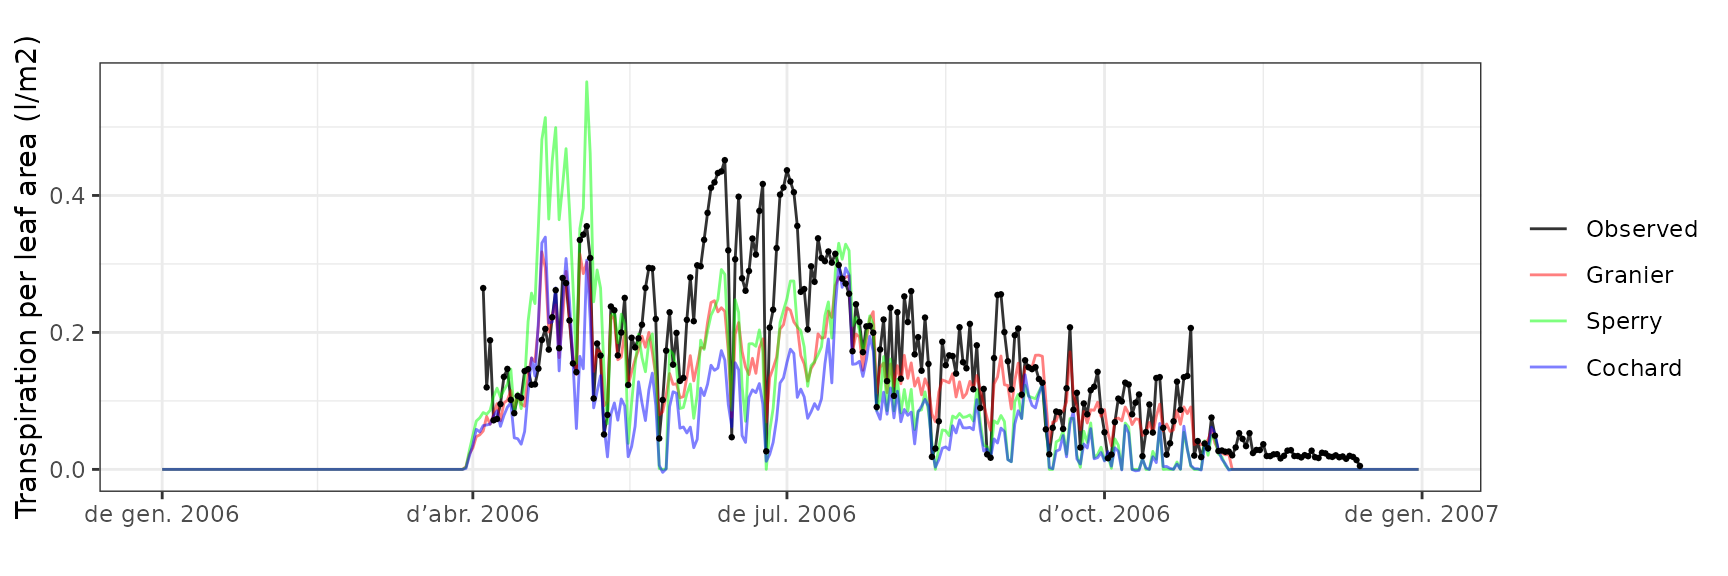 Transpiration per leaf area (l/m2)
0.4
0.2
0.0
de gen. 2006
d’abr. 2006
de jul. 2006
d’oct. 2006
de gen. 2007
Observed
Granier
Sperry
Cochard